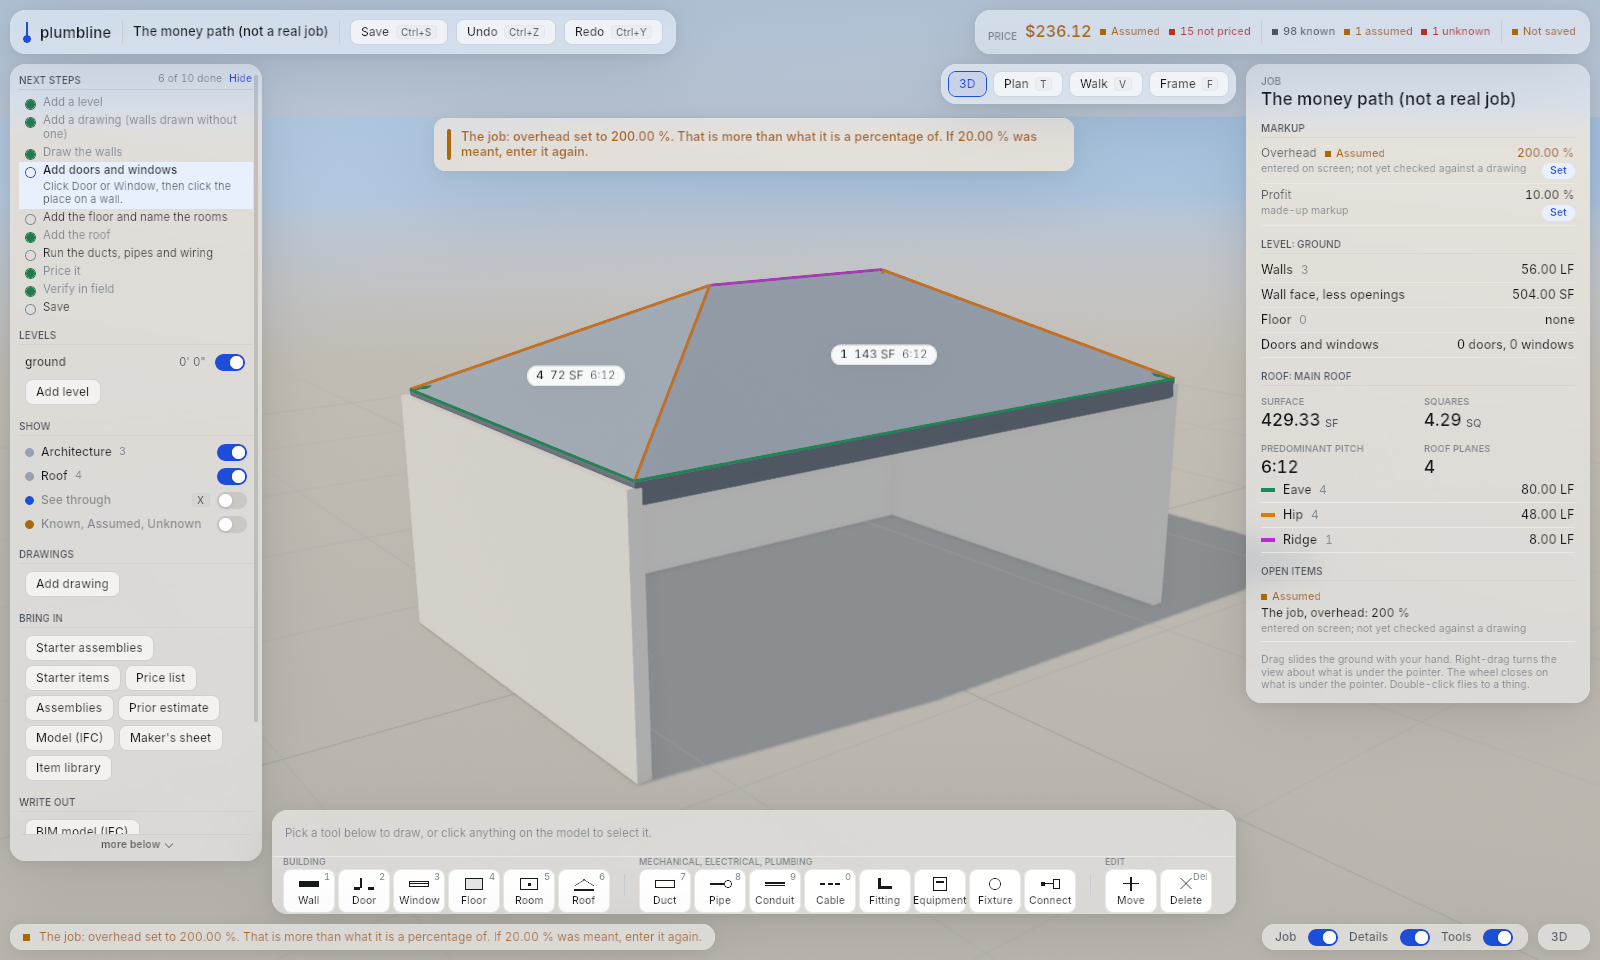 plumbline
The money path (not a real job)
Save Ctrl+S
Undo Ctrl+Z
Redo Ctrl+Y
PRICE $236.12 Assumed 15 not priced 98 known 1 assumed 1 unknown Not saved
NEXT STEPS 6 of 10 done Hide
Add a level
Add a drawing (walls drawn without
one)
Draw the walls
Add doors and windows
Click Door or Window, then click the
place on a wall.
Add the floor and name the rooms
Add the roof
Run the ducts, pipes and wiring
Price it
Verify in field
Save
LEVELS
ground 0' 0"
Add level
SHOW
Architecture 3
Roof 4
See through X
Known, Assumed, Unknown
DRAWINGS
Add drawing
BRING IN
Starter assemblies
Starter items Price list
Assemblies Prior estimate
Model (IFC) Maker's sheet
Item library
WRITE OUT
BIM model (IFC)
more below
3D Plan T Walk V Frame F
The job: overhead set to 200.00 %. That is more than what it is a percentage of. If 20.00 % was
meant, enter it again.
4 72 SF 6:12
1 143 SF 6:12
JOB
The money path (not a real job)
MARKUP
Overhead Assumed 200.00 %
entered on screen; not yet checked against a drawing Set
Profit 10.00 %
made-up markup Set
LEVEL: GROUND
Walls 3 56.00 LF
Wall face, less openings 504.00 SF
Floor 0 none
Doors and windows 0 doors, 0 windows
ROOF: MAIN ROOF
SURFACE SQUARES
429.33 SF 4.29 SQ
PREDOMINANT PITCH ROOF PLANES
6:12 4
Eave 4 80.00 LF
Hip 4 48.00 LF
Ridge 1 8.00 LF
OPEN ITEMS
Assumed
The job, overhead: 200 %
entered on screen; not yet checked against a drawing
Drag slides the ground with your hand. Right-drag turns the
view about what is under the pointer. The wheel closes on
what is under the pointer. Double-click flies to a thing.
Pick a tool below to draw, or click anything on the model to select it.
BUILDING MECHANICAL, ELECTRICAL, PLUMBING EDIT
1 2 3 4 5 6 7 8 9 0 Del
Wall Door Window Floor Room Roof Duct Pipe Conduit Cable Fitting Equipment Fixture Connect Move Delete
The job: overhead set to 200.00 %. That is more than what it is a percentage of. If 20.00 % was meant, enter it again.
Job Details Tools 3D